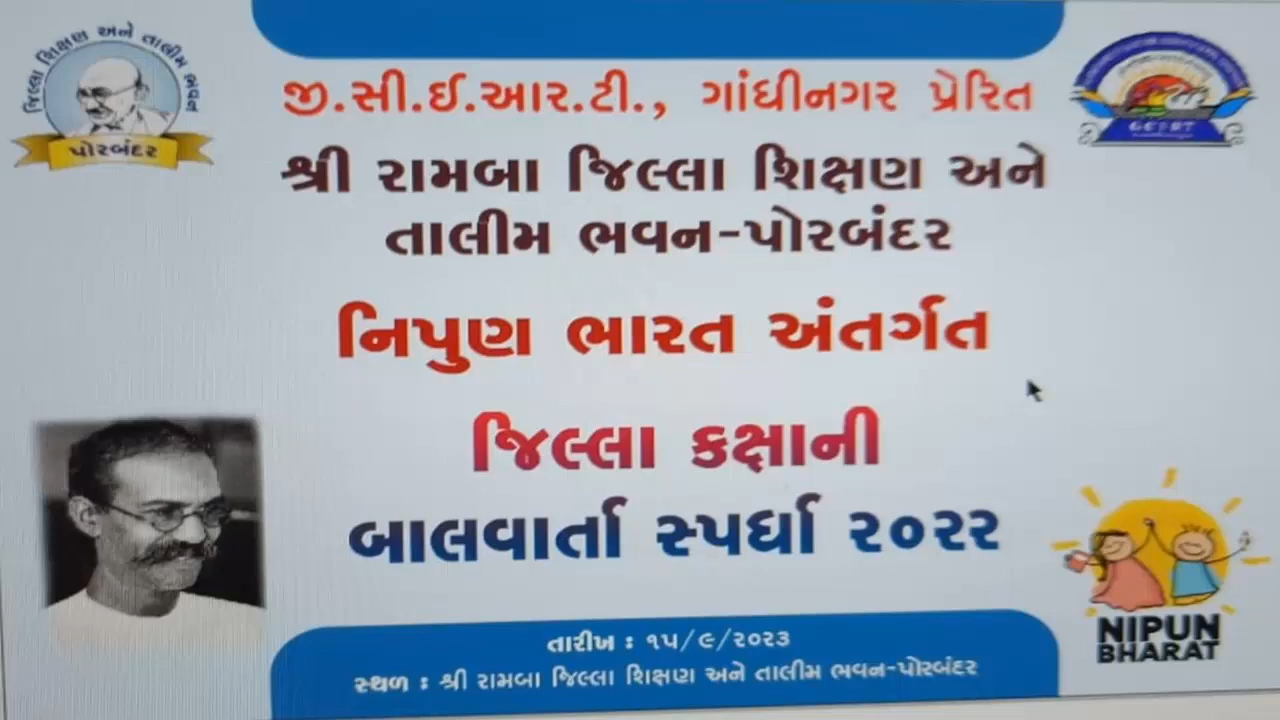 જિલ્લા શિક્ષણ અને તાલીમ ભવન
પોરબંદર
જી.સી.ઈ.આર.ટી., ગાંધીનગર પ્રેરિત
GCERT
શ્રી રામબા જિલ્લા શિક્ષણ અને
તાલીમ ભવન-પોરબંદર
નિપુણ ભારત અંતર્ગત
જિલ્લા કક્ષાની
બાલવાર્તા સ્પર્ધા ૨૦૨૨
NIPUN
BHARAT
તારીખ : ૧૫/૯/૨૦૨૩
સ્થળ : શ્રી રામબા જિલ્લા શિક્ષણ અને તાલીમ ભવન-પોરબંદર